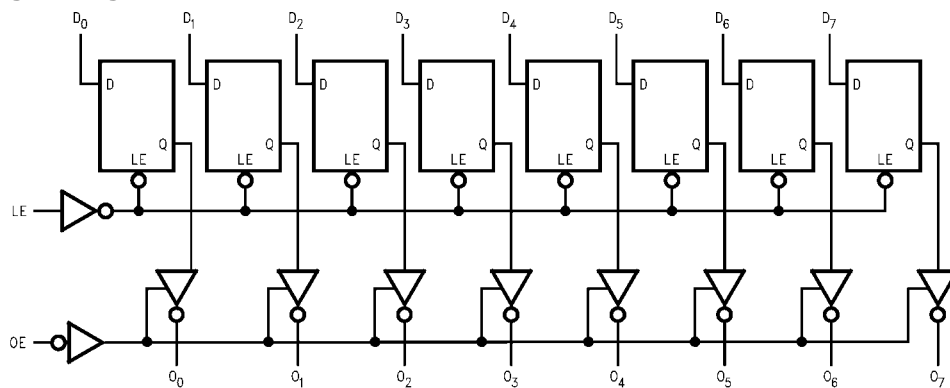 D0 D1 D2 D3 D4 D5 D6 D7
D D D D D D D D
Q Q Q Q Q Q Q Q
LE LE LE LE LE LE LE LE
LE
OE
O0 O1 O2 O3 O4 O5 O6 O7